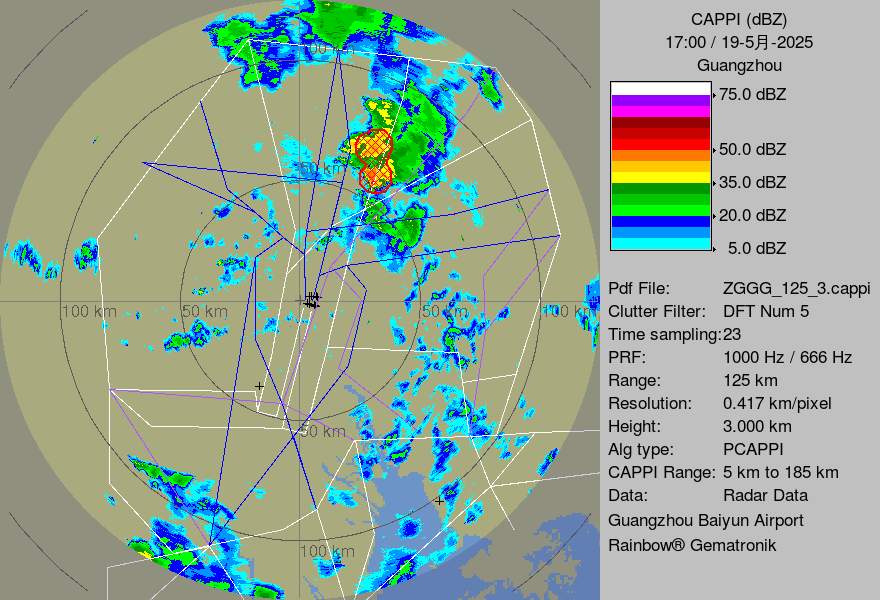 CAPPI (dBZ)
17:00 / 19-5月-2025
Guangzhou
75.0 dBZ
50.0 dBZ
35.0 dBZ
20.0 dBZ
5.0 dBZ
Pdf File: ZGGG_125_3.cappi
Clutter Filter: DFT Num 5
Time sampling:23
PRF: 1000 Hz / 666 Hz
Range: 125 km
Resolution: 0.417 km/pixel
Height: 3.000 km
Alg type: PCAPPI
CAPPI Range: 5 km to 185 km
Data: Radar Data
Guangzhou Baiyun Airport
Rainbow® Gematronik
50 km
100 km
50 km
50 km
100 km
50 km
100 km